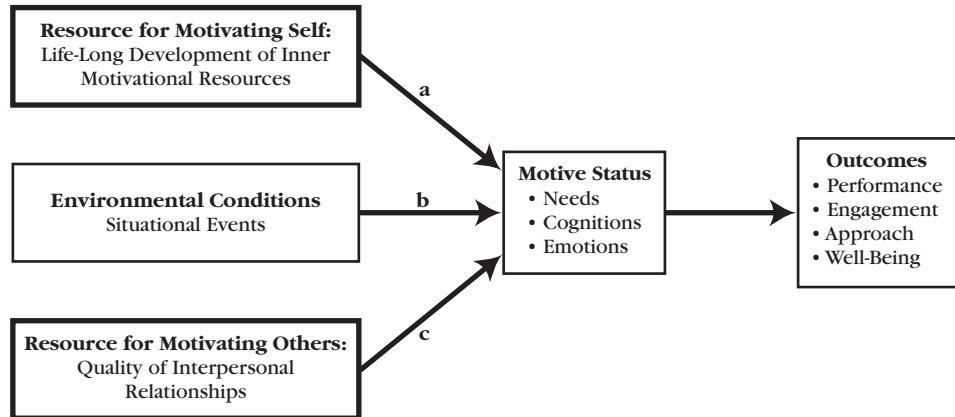 Resource for Motivating Self:
Life-Long Development of Inner
Motivational Resources
a
Environmental Conditions
Situational Events
b
Motive Status
• Needs
• Cognitions
• Emotions
Outcomes
• Performance
• Engagement
• Approach
• Well-Being
Resource for Motivating Others:
Quality of Interpersonal
Relationships
c